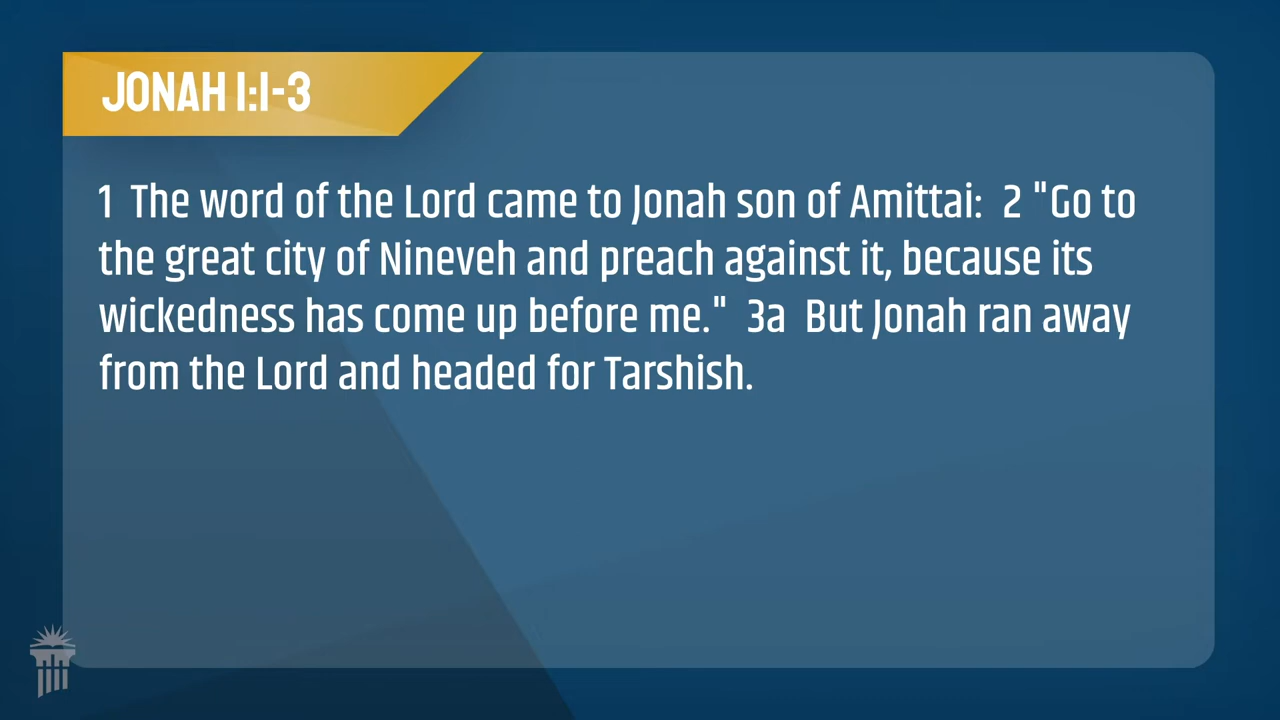 JONAH 1:1-3
1 The word of the Lord came to Jonah son of Amittai: 2 "Go to
the great city of Nineveh and preach against it, because its
wickedness has come up before me." 3a But Jonah ran away
from the Lord and headed for Tarshish.